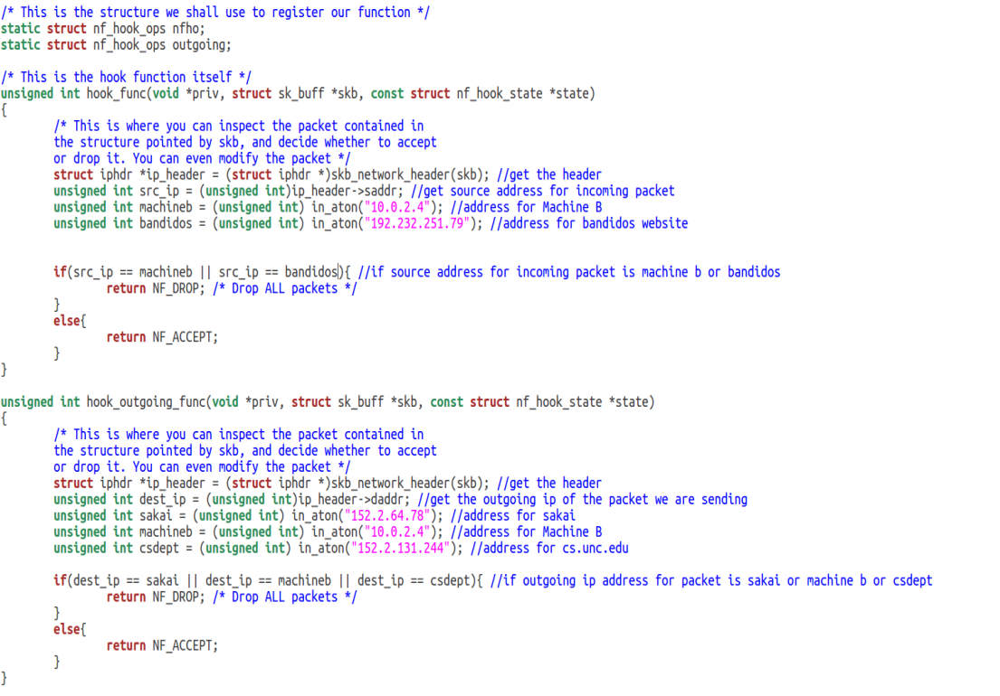 /* This is the structure we shall use to register our function */
static struct nf_hook_ops nfho;
static struct nf_hook_ops outgoing;
/* This is the hook function itself */
unsigned int hook_func(void *priv, struct sk_buff *skb, const struct nf_hook_state *state)
{
/* This is where you can inspect the packet contained in
the structure pointed by skb, and decide whether to accept
or drop it. You can even modify the packet */
struct iphdr *ip_header = (struct iphdr *)skb_network_header(skb); //get the header
unsigned int src_ip = (unsigned int)ip_header->saddr; //get source address for incoming packet
unsigned int machineb = (unsigned int) in_aton("10.0.2.4"); //address for Machine B
unsigned int bandidos = (unsigned int) in_aton("192.232.251.79"); //address for bandidos website
if(src_ip == machineb || src_ip == bandidos){ //if source address for incoming packet is machine b or bandidos
return NF_DROP; /* Drop ALL packets */
}
else{
return NF_ACCEPT;
}
}
unsigned int hook_outgoing_func(void *priv, struct sk_buff *skb, const struct nf_hook_state *state)
{
/* This is where you can inspect the packet contained in
the structure pointed by skb, and decide whether to accept
or drop it. You can even modify the packet */
struct iphdr *ip_header = (struct iphdr *)skb_network_header(skb); //get the header
unsigned int dest_ip = (unsigned int)ip_header->daddr; //get the outgoing ip of the packet we are sending
unsigned int sakai = (unsigned int) in_aton("152.2.64.78"); //address for sakai
unsigned int machineb = (unsigned int) in_aton("10.0.2.4"); //address for Machine B
unsigned int csdept = (unsigned int) in_aton("152.2.131.244"); //address for cs.unc.edu
if(dest_ip == sakai || dest_ip == machineb || dest_ip == csdept){ //if outgoing ip address for packet is sakai or machine b or csdept
return NF_DROP; /* Drop ALL packets */
}
else{
return NF_ACCEPT;
}
}